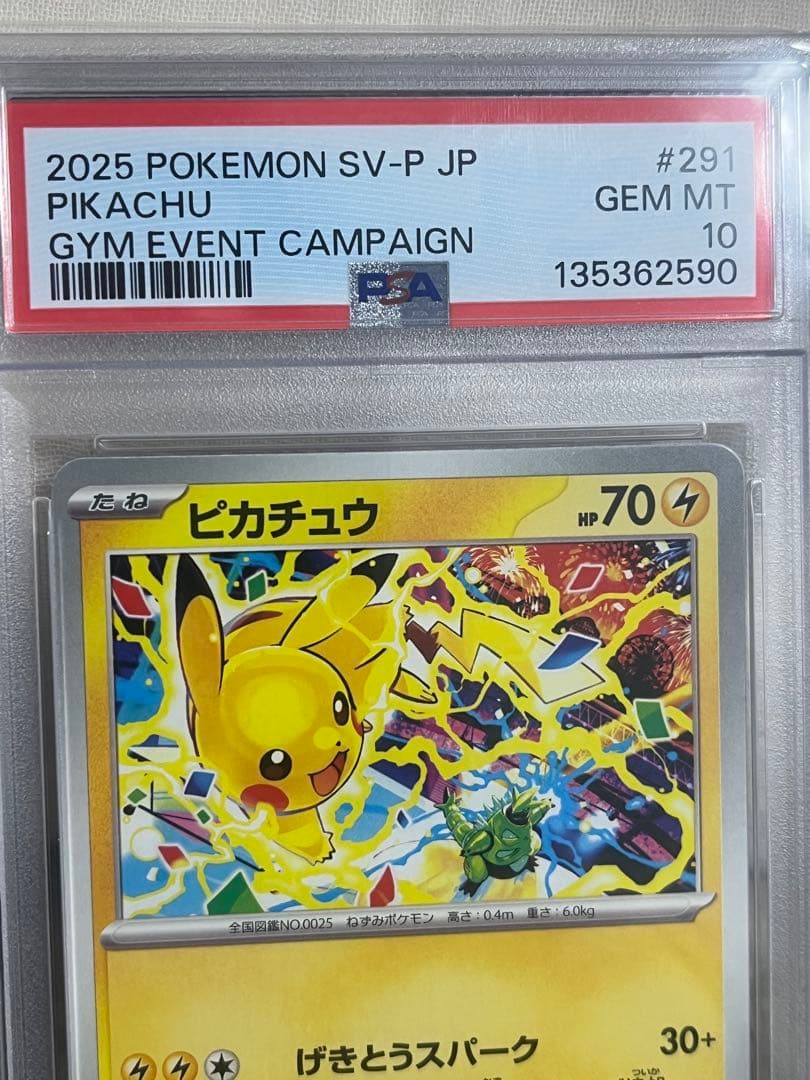 2025 POKEMON SV-P JP
#291
PIKACHU
GEM MT
GYM EVENT CAMPAIGN
10
135362590
PSA
たね
ピカチュウ
HP70
全国図鑑NO.0025 ねずみポケモン 高さ:0.4m 重さ:6.0kg
げきとうスパーク
30+